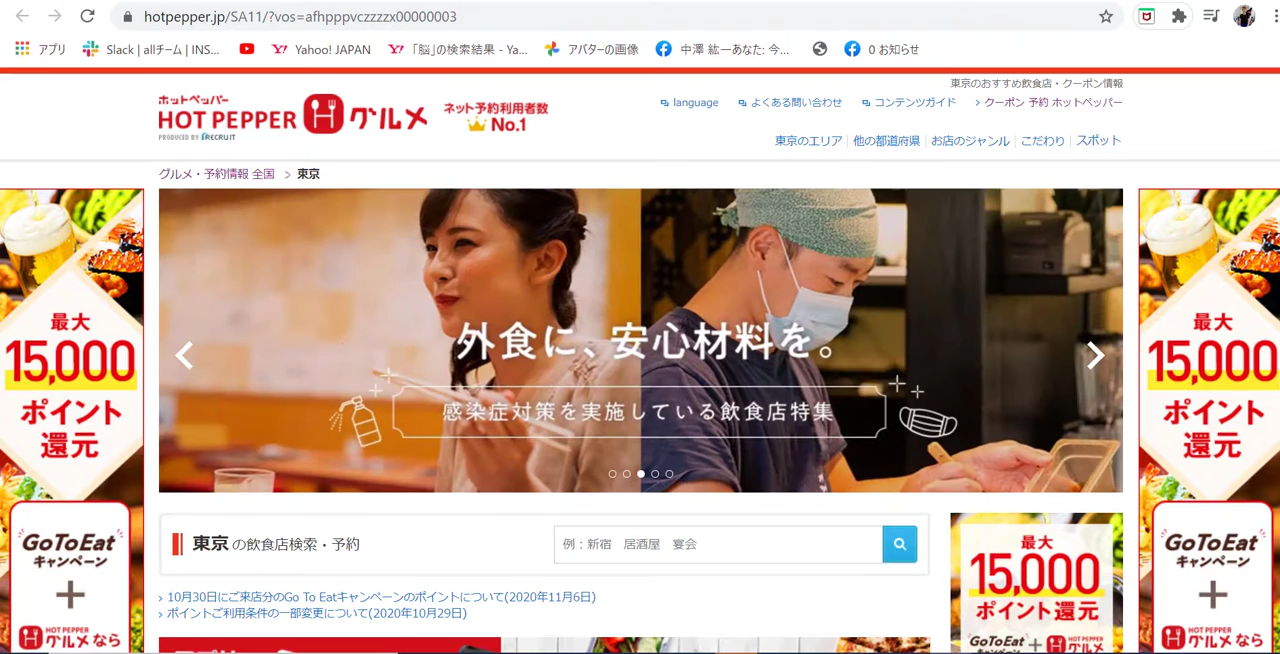 hotpepper.jp/SA11/?vos=afhpppvczzzzx00000003
アプリ
Slack | allチーム | INS...
Yahoo! JAPAN
「脳」の検索結果 - Ya...
アバターの画像
中澤 紘一あなた: 今...
0 お知らせ
東京のおすすめ飲食店・クーポン情報
ホットペッパー
HOT PEPPER グルメ
PRODUCED BY RECRUIT
ネット予約利用者数
No.1
language
よくある問い合わせ
コンテンツガイド
クーポン 予約 ホットペッパー
東京のエリア
他の都道府県
お店のジャンル
こだわり
スポット
グルメ・予約情報 全国 > 東京
最大
15,000
ポイント
還元
GoToEat
キャンペーン
+
HOT PEPPER
グルメなら
外食に、安心材料を。
感染症対策を実施している飲食店特集
最大
15,000
ポイント
還元
GoToEat
キャンペーン
+
HOT PEPPER
グルメなら
東京 の飲食店検索・予約
例：新宿 居酒屋 宴会
10月30日にご来店分のGo To Eatキャンペーンのポイントについて(2020年11月6日)
ポイントご利用条件の一部変更について(2020年10月29日)
最大
15,000
ポイント還元
GoToEat + HOT PEPPER グルメ